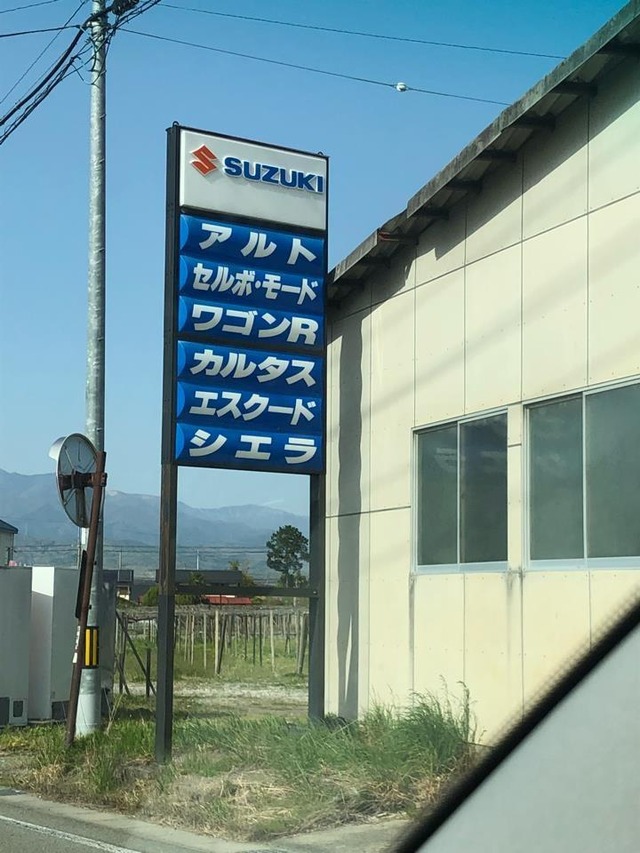 SUZUKI
アルト
セルボ・モード
ワゴンR
カルタス
エスクード
シエラ